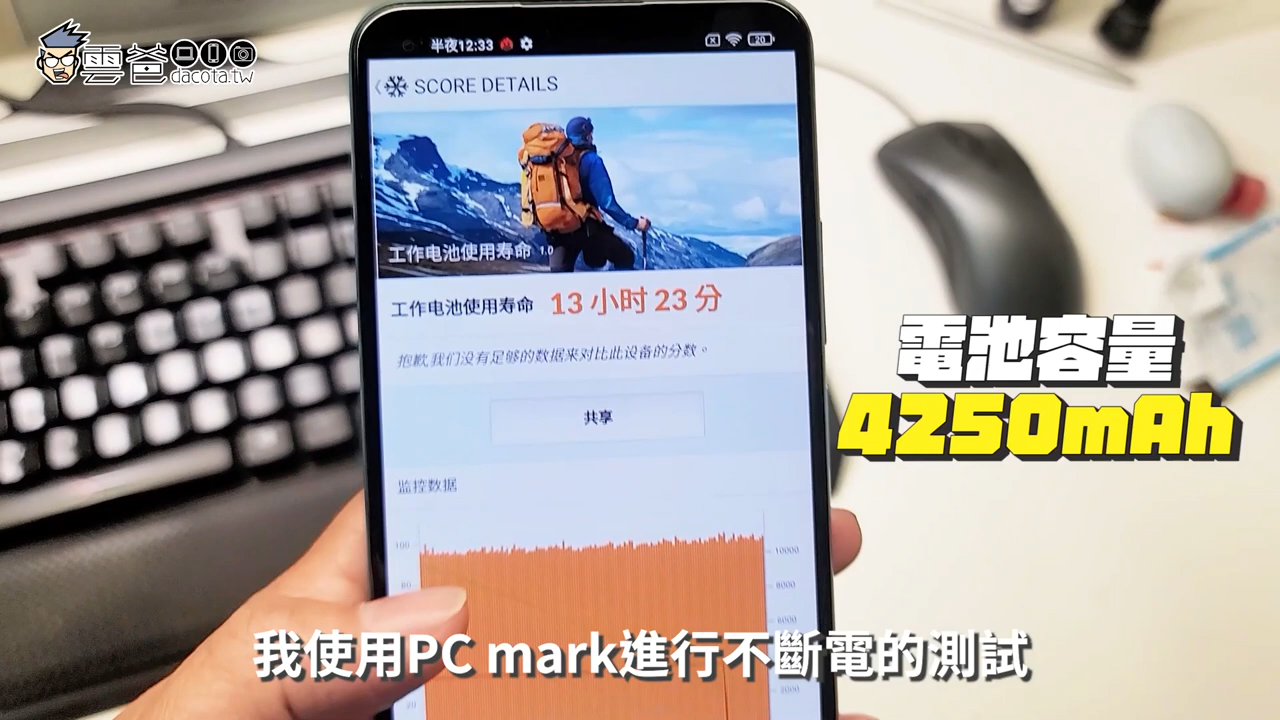 雲爸
dacota.tw
半夜12:33
20
SCORE DETAILS
工作电池使用寿命 1.0
工作电池使用寿命 13 小时 23 分
抱歉,我们没有足够的数据来对比此设备的分数。
共享
监控数据
100
10000
80
8000
6000
20
2000
電池容量
4250mAh
我使用PC mark進行不斷電的測試